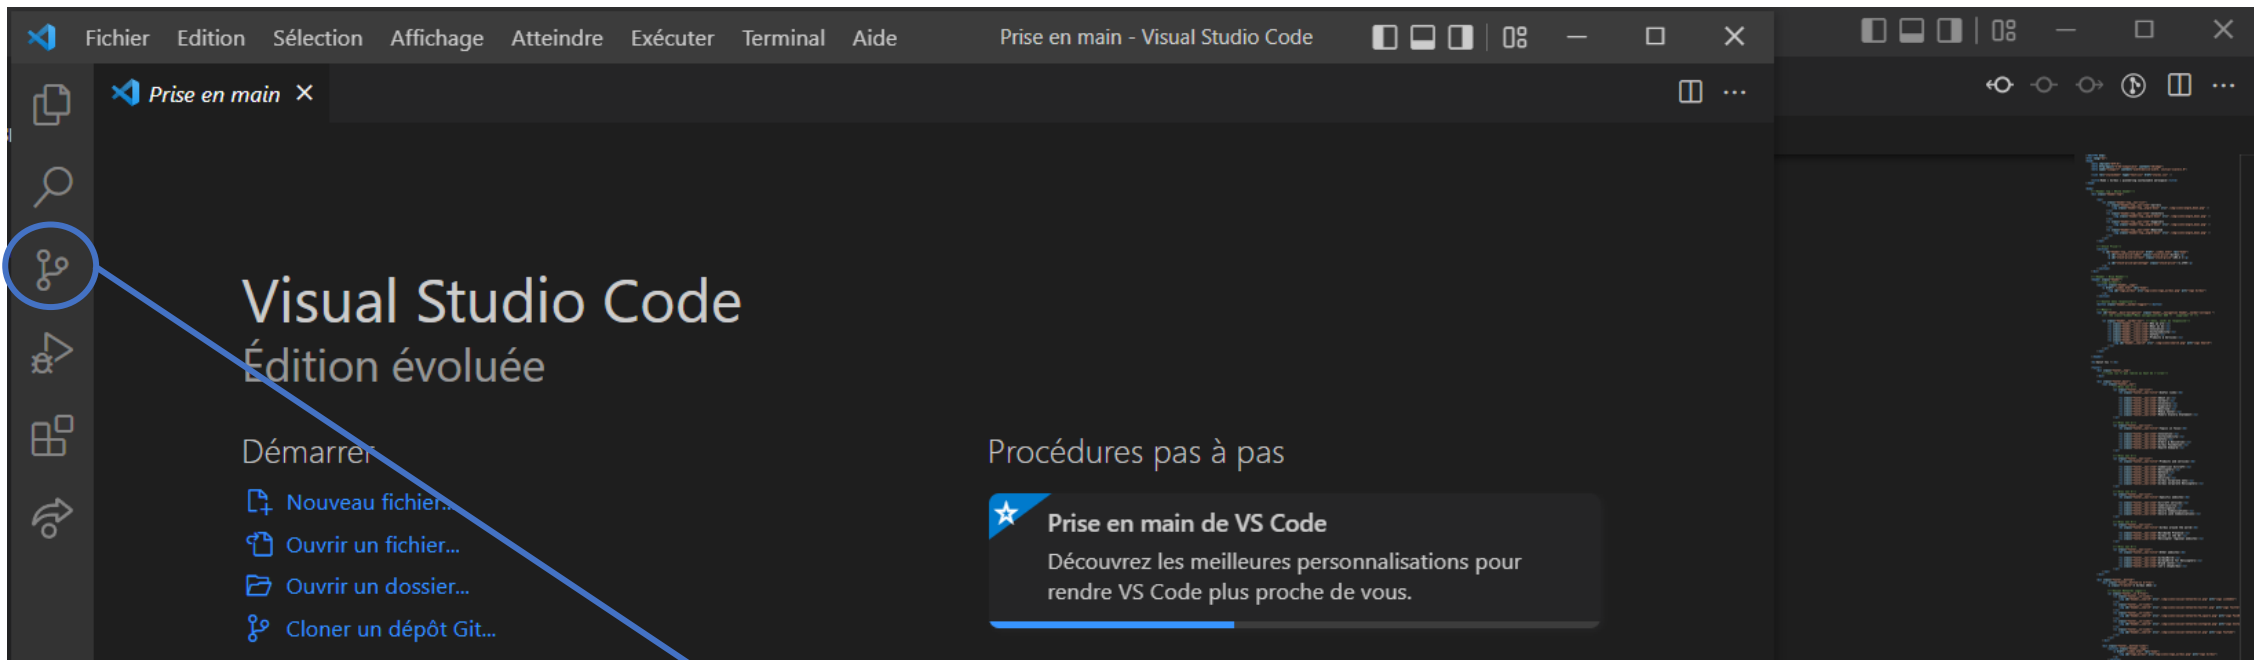 Fichier Edition Sélection Affichage Atteindre Exécuter Terminal Aide Prise en main - Visual Studio Code
Prise en main
Visual Studio Code
Édition évoluée
Démarrer
Nouveau fichier...
Ouvrir un fichier...
Ouvrir un dossier...
Cloner un dépôt Git...
Procédures pas à pas
Prise en main de VS Code
Découvrez les meilleures personnalisations pour
rendre VS Code plus proche de vous.